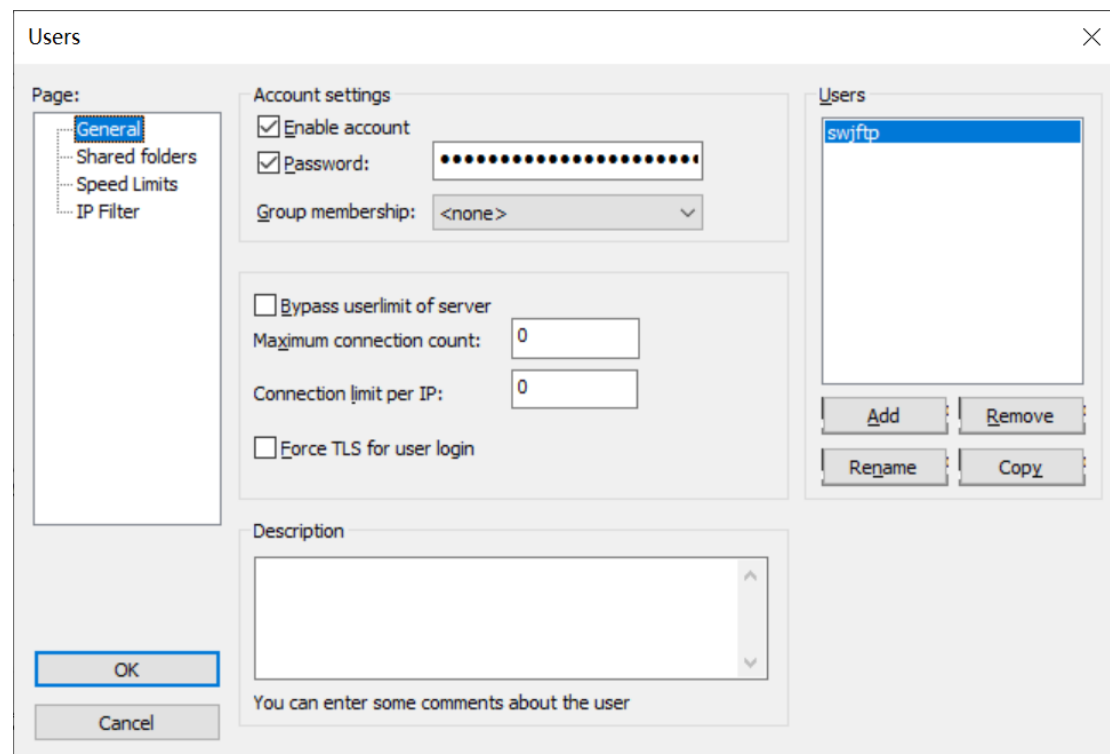 Users
Page:
General
Shared folders
Speed Limits
IP Filter
OK
Cancel
Account settings
Enable account
Password: ••••••••••••••••••••••
Group membership: <none>
Bypass userlimit of server
Maximum connection count: 0
Connection limit per IP: 0
Force TLS for user login
Description
You can enter some comments about the user
Users
swjftp
Add Remove
Rename Copy